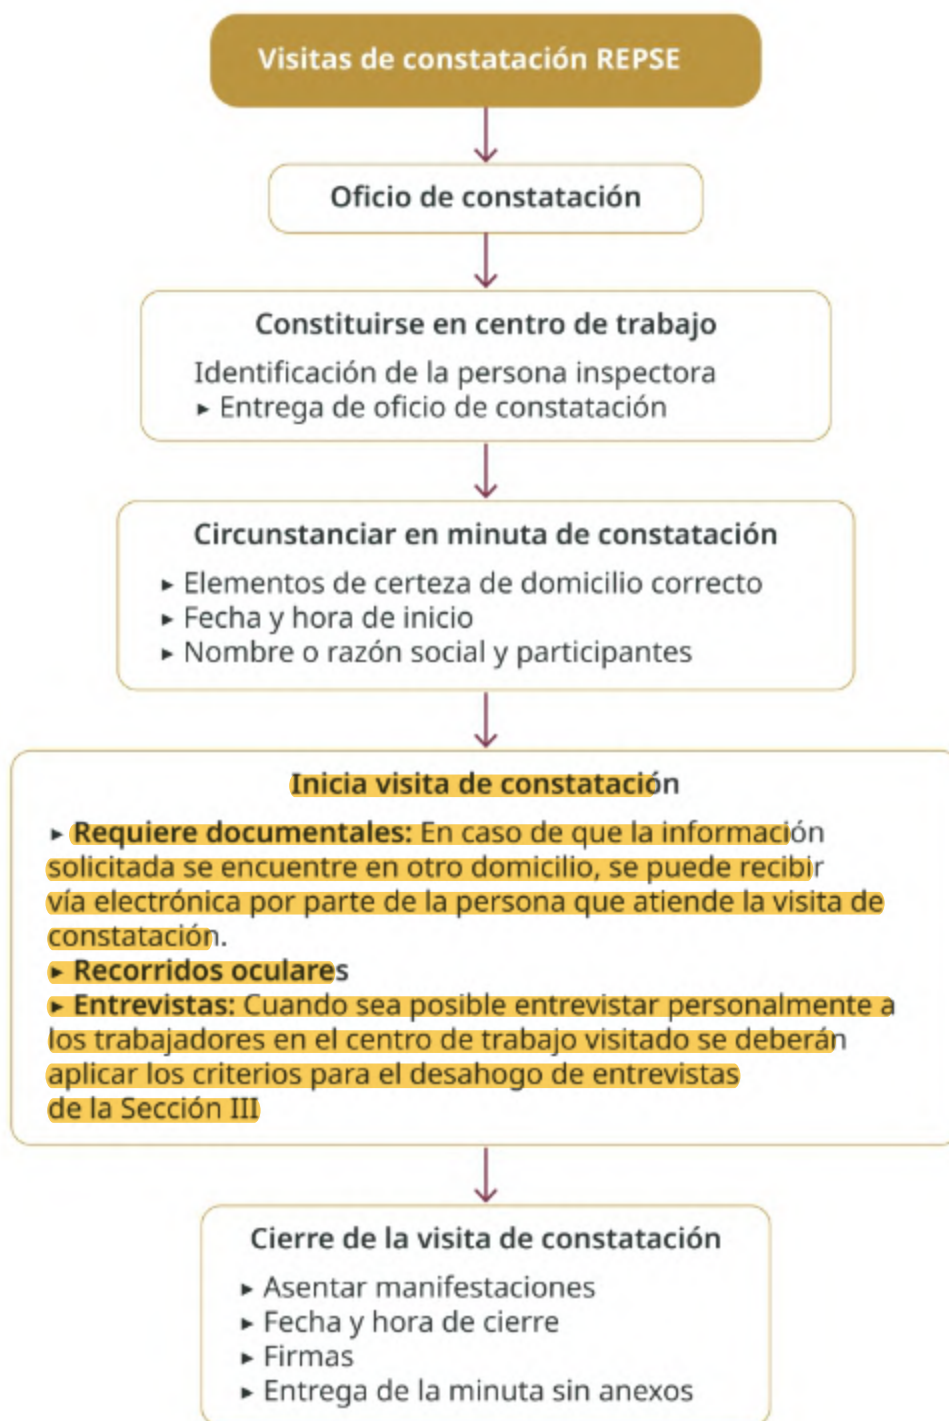 Visitas de constatación REPSE
Oficio de constatación
Constituirse en centro de trabajo
Identificación de la persona inspectora
▸ Entrega de oficio de constatación
Circunstanciar en minuta de constatación
▸ Elementos de certeza de domicilio correcto
▸ Fecha y hora de inicio
▸ Nombre o razón social y participantes
Inicia visita de constatación
▸ Requiere documentales: En caso de que la información
solicitada se encuentre en otro domicilio, se puede recibir
vía electrónica por parte de la persona que atiende la visita de
constatación.
▸ Recorridos oculares
▸ Entrevistas: Cuando sea posible entrevistar personalmente a
los trabajadores en el centro de trabajo visitado se deberán
aplicar los criterios para el desahogo de entrevistas
de la Sección III
Cierre de la visita de constatación
▸ Asentar manifestaciones
▸ Fecha y hora de cierre
▸ Firmas
▸ Entrega de la minuta sin anexos